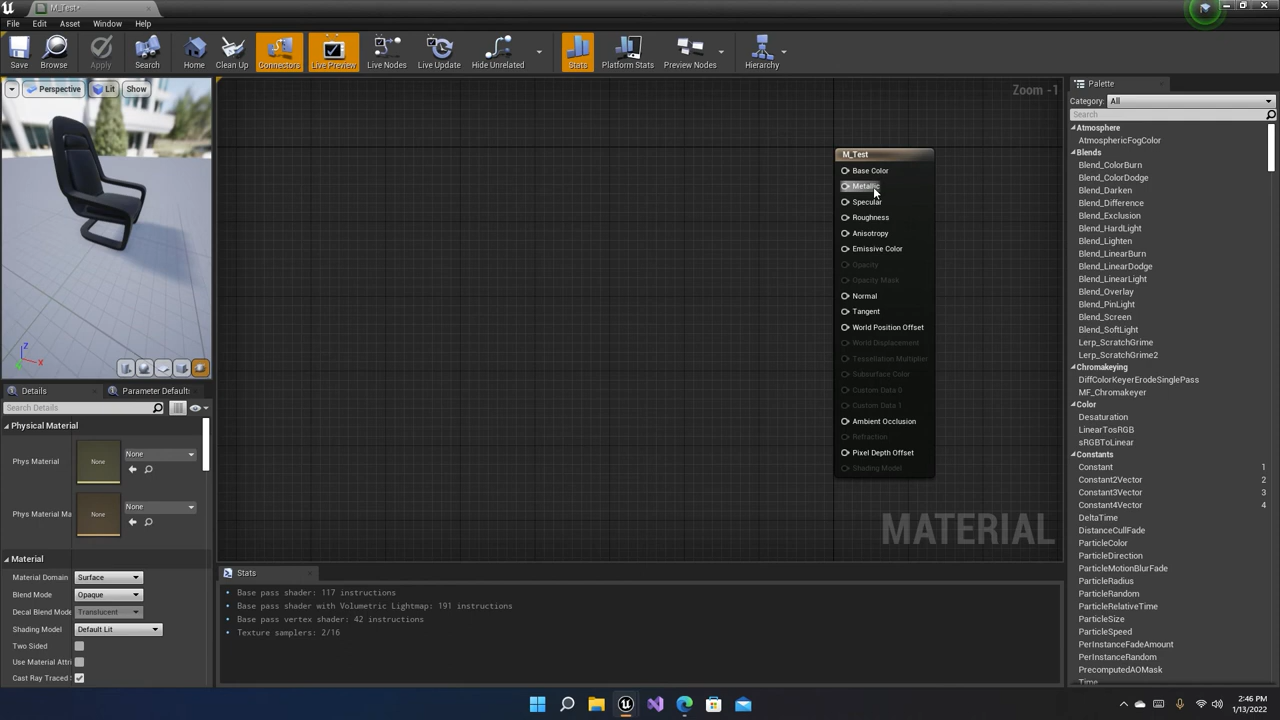 M_Test*
File Edit Asset Window Help
Save Browse Apply Search Home Clean Up Connectors Live Preview Live Nodes Live Update Hide Unrelated Stats Platform Stats Preview Nodes Hierarchy
Perspective Lit Show
Zoom -1
M_Test
Base Color
Metallic
Specular
Roughness
Anisotropy
Emissive Color
Opacity
Opacity Mask
Normal
Tangent
World Position Offset
World Displacement
Tessellation Multiplier
Subsurface Color
Custom Data 0
Custom Data 1
Ambient Occlusion
Refraction
Pixel Depth Offset
Shading Model
MATERIAL
Z
X
Details Parameter Default:
Search Details
Physical Material
Phys Material None None
Phys Material Ma None None
Material
Material Domain Surface
Blend Mode Opaque
Decal Blend Mode Translucent
Shading Model Default Lit
Two Sided
Use Material Attri
Cast Ray Traced
Stats
Base pass shader: 117 instructions
Base pass shader with Volumetric Lightmap: 191 instructions
Base pass vertex shader: 42 instructions
Texture samplers: 2/16
Palette
Category: All
Search
Atmosphere
AtmosphericFogColor
Blends
Blend_ColorBurn
Blend_ColorDodge
Blend_Darken
Blend_Difference
Blend_Exclusion
Blend_HardLight
Blend_Lighten
Blend_LinearBurn
Blend_LinearDodge
Blend_LinearLight
Blend_Overlay
Blend_PinLight
Blend_Screen
Blend_SoftLight
Lerp_ScratchGrime
Lerp_ScratchGrime2
Chromakeying
DiffColorKeyerErodeSinglePass
MF_Chromakeyer
Color
Desaturation
LinearTosRGB
sRGBToLinear
Constants
Constant 1
Constant2Vector 2
Constant3Vector 3
Constant4Vector 4
DeltaTime
DistanceCullFade
ParticleColor
ParticleDirection
ParticleMotionBlurFade
ParticleRadius
ParticleRandom
ParticleRelativeTime
ParticleSize
ParticleSpeed
PerInstanceFadeAmount
PerInstanceRandom
PrecomputedAOMask
Time
2:46 PM
1/13/2022